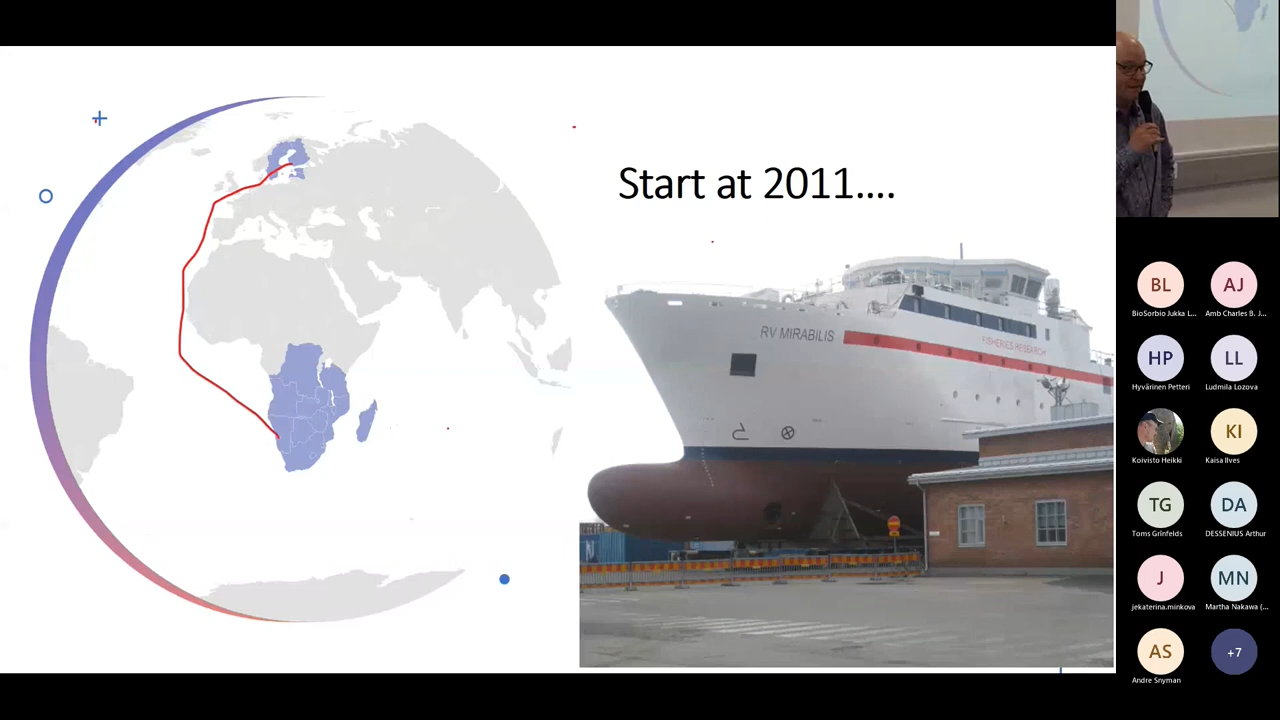 Start at 2011....
RV MIRABILIS
FISHERIES RESEARCH
BL
BioSorbio Jukka L...
AJ
Amb Charles B. J...
HP
Hyvärinen Petteri
LL
Ludmila Lozova
Koivisto Heikki
KI
Kaisa Ilves
TG
Toms Grīnfelds
DA
DESSENIUS Arthur
J
jekaterina.minkova
MN
Martha Nakawa (...
AS
Andre Snyman
+7